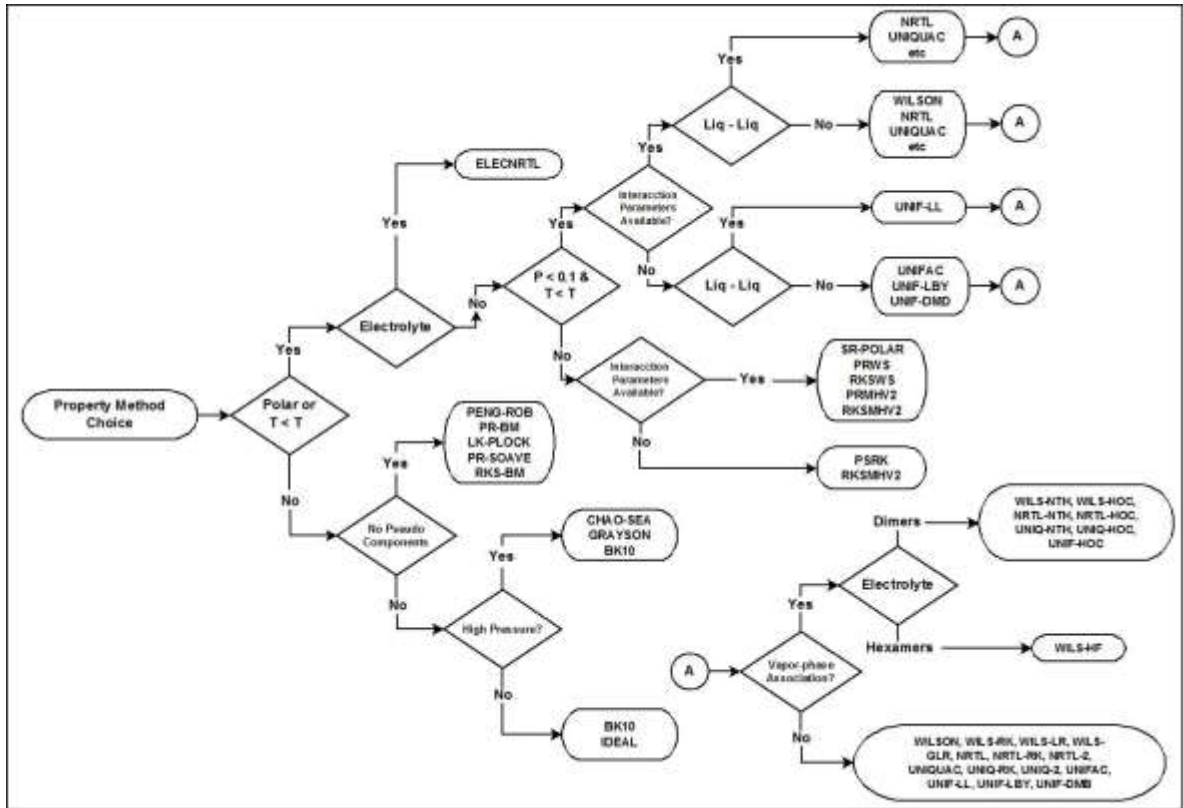 NRTL
UNIQUAC
etc
A
Yes
Liq - Liq
No
WILSON
NRTL
UNIQUAC
etc
A
Yes
ELECNRTL
Interacction
Parameters
Available?
Yes
UNIF-LL
A
Yes
Yes
No
Liq - Liq
No
UNIFAC
UNIF-LBY
UNIF-DMD
A
P < 0,1 &
T < T
No
Electrolyte
Yes
No
Interacction
Parameters
Available?
Yes
SR-POLAR
PRWS
RKSWS
PRMHV2
RKSMHV2
Property Method
Choice
Polar or
T < T
PENG-ROB
PR-BM
LK-PLOCK
PR-SOAVE
RKS-BM
Yes
No
PSRK
RKSMHV2
No
No Pseudo
Components
CHAO-SEA
GRAYSON
BK10
Yes
Dimers
WILS-NTH, WILS-HOC,
NRTL-NTH, NRTL-HOC,
UNIQ-NTH, UNIQ-HOC,
UNIF-HOC
Electrolyte
No
High Pressure?
Yes
Hexamers
WILS-HF
A
Vapor-phase
Association?
No
BK10
IDEAL
No
WILSON, WILS-RK, WILS-LR, WILS-
GLR, NRTL, NRTL-RK, NRTL-2,
UNIQUAC, UNIQ-RK, UNIQ-2, UNIFAC,
UNIF-LL, UNIF-LBY, UNIF-DMB